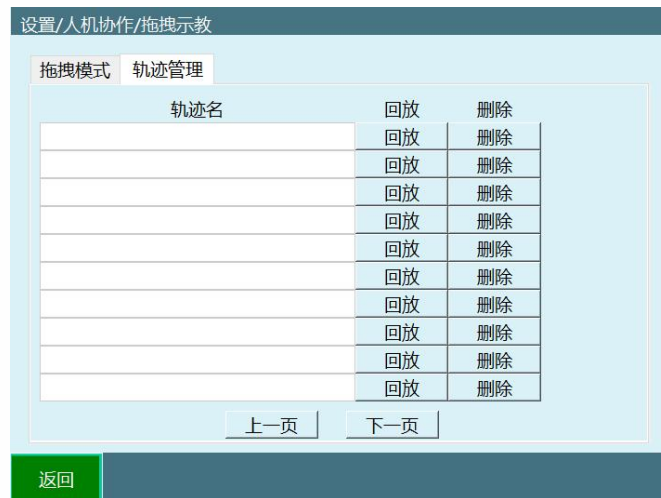 设置/人机协作/拖拽示教
拖拽模式 轨迹管理
轨迹名 回放 删除
回放 删除
回放 删除
回放 删除
回放 删除
回放 删除
回放 删除
回放 删除
回放 删除
回放 删除
回放 删除
上一页 下一页
返回